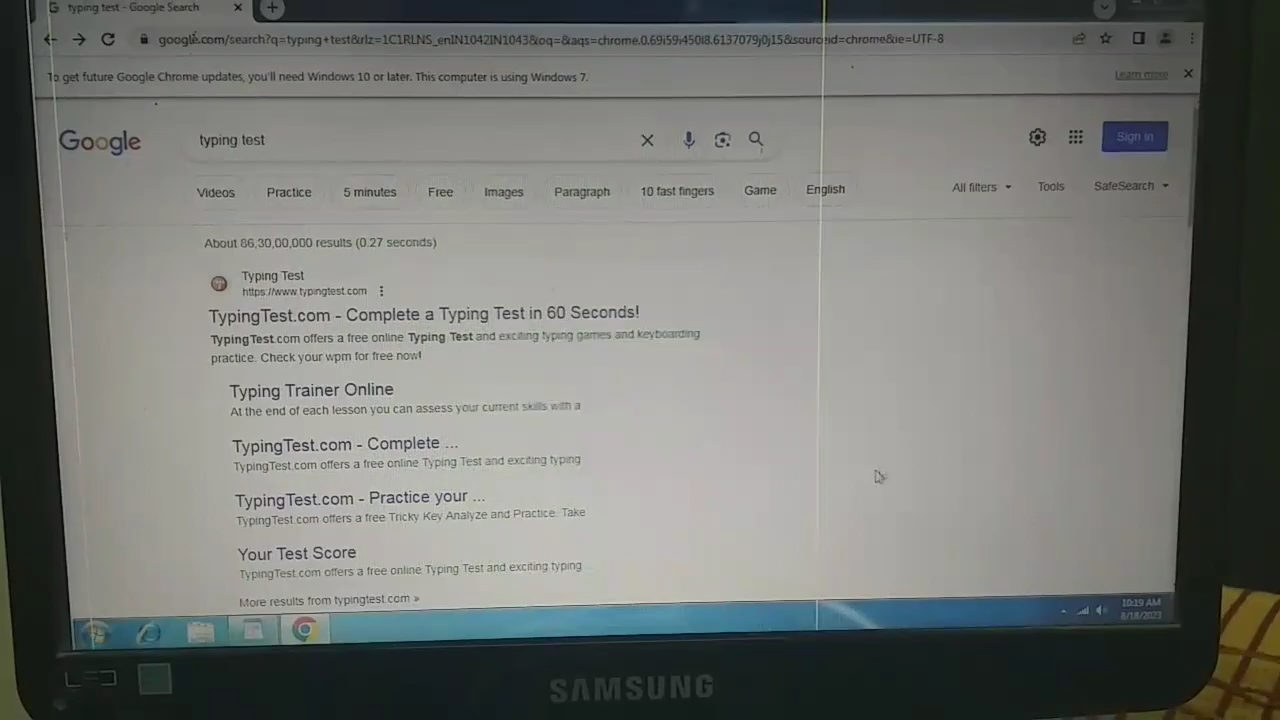 typing test - Google Search
google.com/search?q=typing+test&rlz=1C1RLNS_enIN1042IN1043&oq=&aqs=chrome.0.69i59i450l8.6137079j0j15&sourceid=chrome&ie=UTF-8
To get future Google Chrome updates, you'll need Windows 10 or later. This computer is using Windows 7.
Learn more
Google
typing test
Sign in
Videos Practice 5 minutes Free Images Paragraph 10 fast fingers Game English
All filters Tools SafeSearch
About 86,30,00,000 results (0.27 seconds)
Typing Test
https://www.typingtest.com
TypingTest.com - Complete a Typing Test in 60 Seconds!
TypingTest.com offers a free online Typing Test and exciting typing games and keyboarding
practice. Check your wpm for free now!
Typing Trainer Online
At the end of each lesson you can assess your current skills with a
TypingTest.com - Complete ...
TypingTest.com offers a free online Typing Test and exciting typing
TypingTest.com - Practice your ...
TypingTest.com offers a free Tricky Key Analyze and Practice. Take
Your Test Score
TypingTest.com offers a free online Typing Test and exciting typing
More results from typingtest.com »
10:19 AM
8/18/2023
SAMSUNG